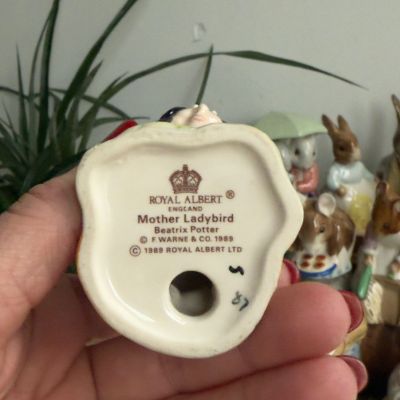 ROYAL ALBERT ®
ENGLAND
Mother Ladybird
Beatrix Potter
© F. WARNE & CO. 1989
© 1989 ROYAL ALBERT LTD